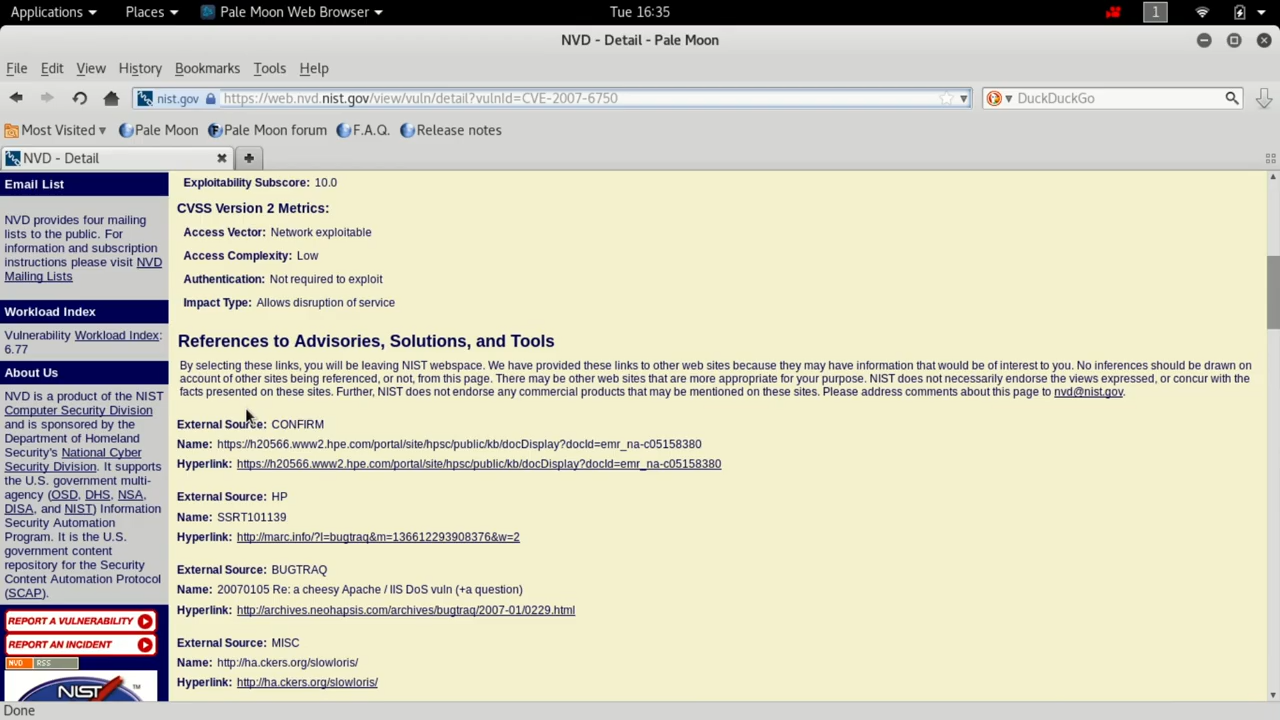 Applications Places Pale Moon Web Browser Tue 16:35 1
NVD - Detail - Pale Moon
File Edit View History Bookmarks Tools Help
nist.gov https://web.nvd.nist.gov/view/vuln/detail?vulnId=CVE-2007-6750 DuckDuckGo
Most Visited Pale Moon Pale Moon forum F.A.Q. Release notes
NVD - Detail
Email List
NVD provides four mailing
lists to the public. For
information and subscription
instructions please visit NVD
Mailing Lists
Workload Index
Vulnerability Workload Index:
6.77
About Us
NVD is a product of the NIST
Computer Security Division
and is sponsored by the
Department of Homeland
Security's National Cyber
Security Division. It supports
the U.S. government multi-
agency (OSD, DHS, NSA,
DISA, and NIST) Information
Security Automation
Program. It is the U.S.
government content
repository for the Security
Content Automation Protocol
(SCAP).
REPORT A VULNERABILITY
REPORT AN INCIDENT
NVD RSS
NIST TM
Exploitability Subscore: 10.0
CVSS Version 2 Metrics:
Access Vector: Network exploitable
Access Complexity: Low
Authentication: Not required to exploit
Impact Type: Allows disruption of service
References to Advisories, Solutions, and Tools
By selecting these links, you will be leaving NIST webspace. We have provided these links to other web sites because they may have information that would be of interest to you. No inferences should be drawn on
account of other sites being referenced, or not, from this page. There may be other web sites that are more appropriate for your purpose. NIST does not necessarily endorse the views expressed, or concur with the
facts presented on these sites. Further, NIST does not endorse any commercial products that may be mentioned on these sites. Please address comments about this page to nvd@nist.gov.
External Source: CONFIRM
Name: https://h20566.www2.hpe.com/portal/site/hpsc/public/kb/docDisplay?docId=emr_na-c05158380
Hyperlink: https://h20566.www2.hpe.com/portal/site/hpsc/public/kb/docDisplay?docId=emr_na-c05158380
External Source: HP
Name: SSRT101139
Hyperlink: http://marc.info/?l=bugtraq&m=136612293908376&w=2
External Source: BUGTRAQ
Name: 20070105 Re: a cheesy Apache / IIS DoS vuln (+a question)
Hyperlink: http://archives.neohapsis.com/archives/bugtraq/2007-01/0229.html
External Source: MISC
Name: http://ha.ckers.org/slowloris/
Hyperlink: http://ha.ckers.org/slowloris/
Done